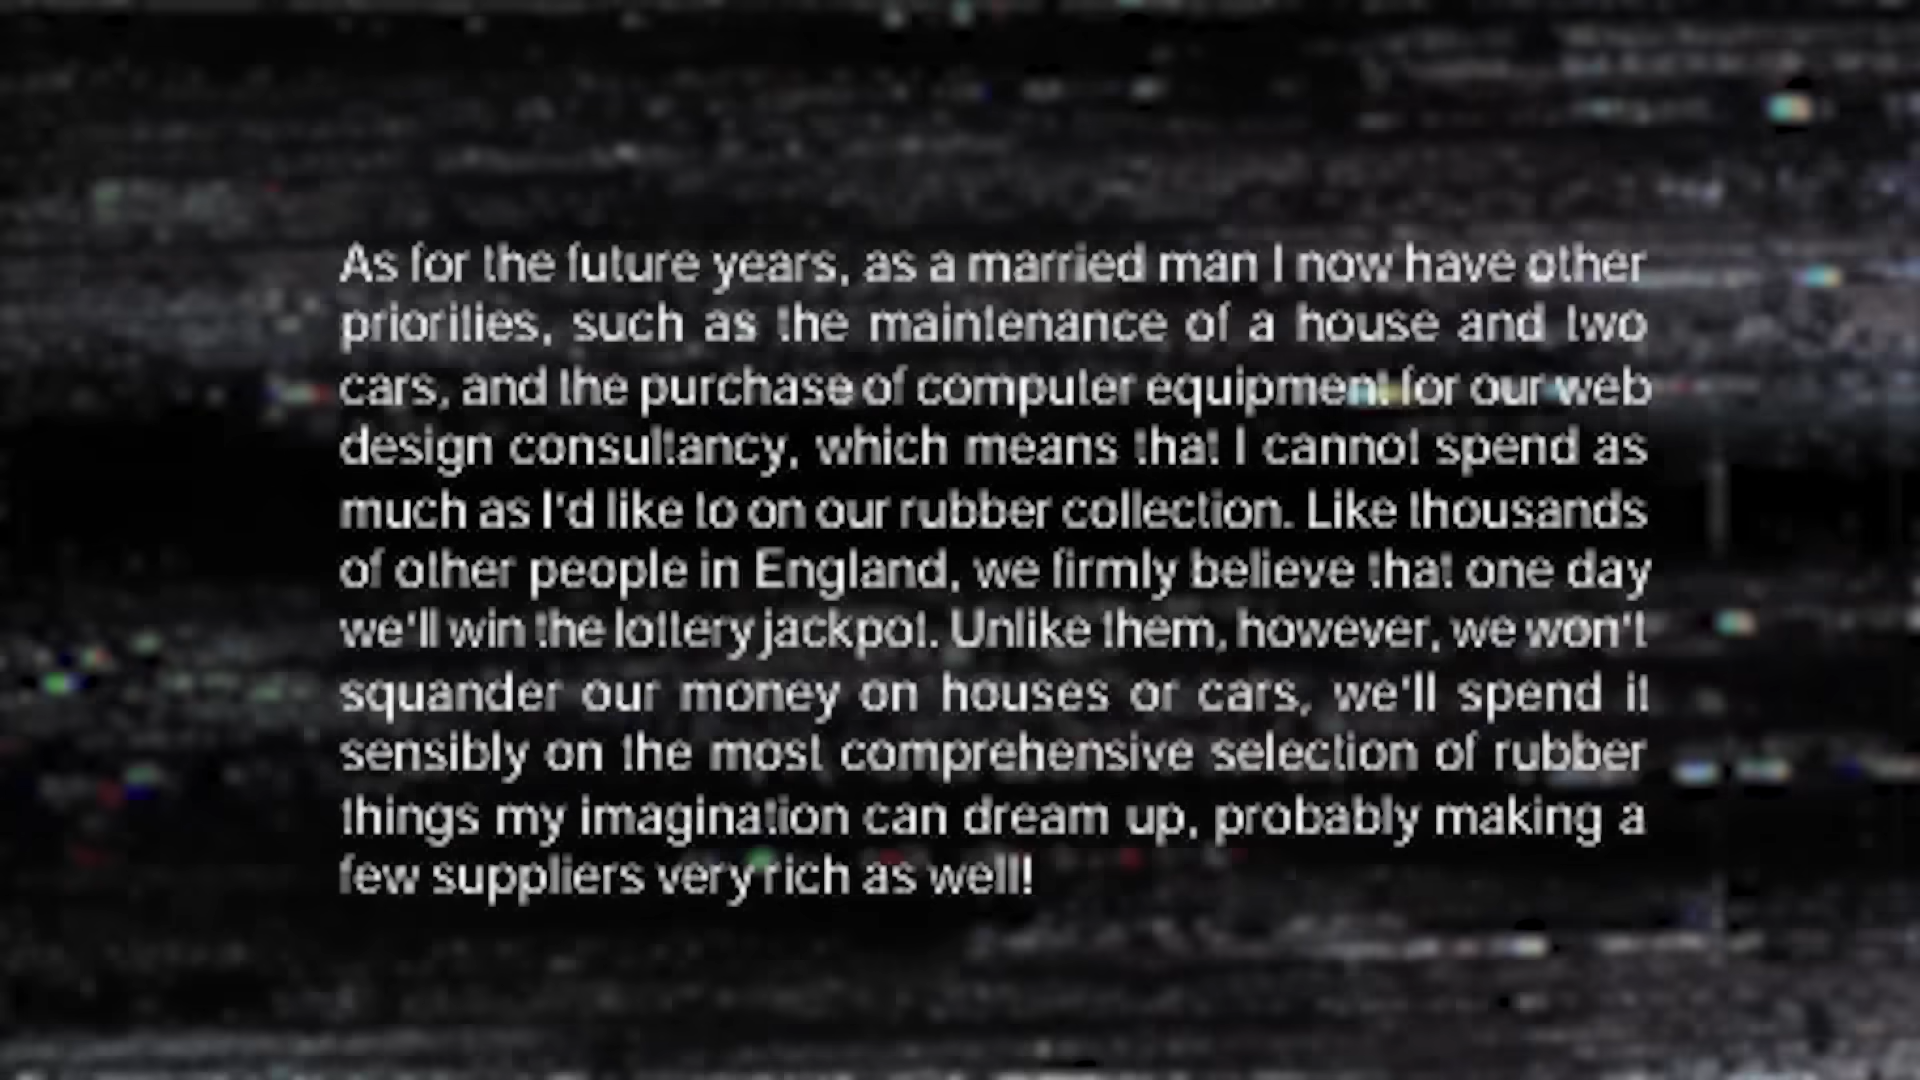 As for the future years, as a married man I now have other
priorities, such as the maintenance of a house and two
cars, and the purchase of computer equipment for our web
design consultancy, which means that I cannot spend as
much as I'd like to on our rubber collection. Like thousands
of other people in England, we firmly believe that one day
we'll win the lottery jackpot. Unlike them, however, we won't
squander our money on houses or cars, we'll spend it
sensibly on the most comprehensive selection of rubber
things my imagination can dream up, probably making a
few suppliers very rich as well!